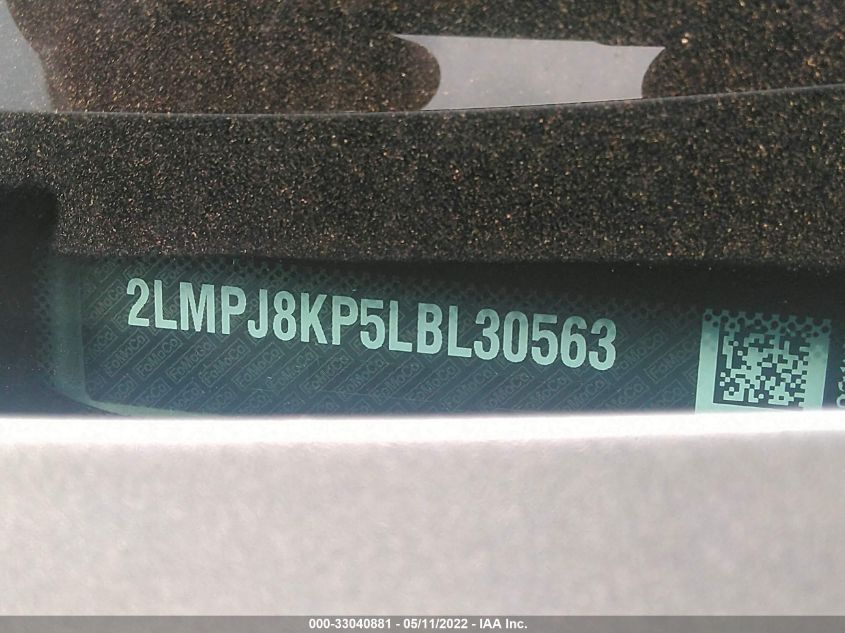 2LMPJ8KP5LBL30563
000-33040881 - 05/11/2022 - IAA Inc.